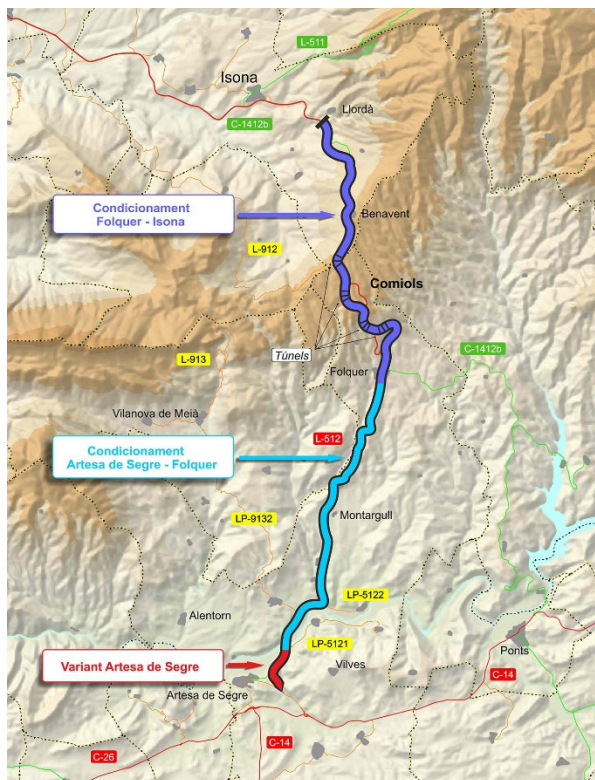 L-511
Isona
Llordà
C-1412b
Condicionament
Folquer - Isona
Benavent
L-912
Comiols
Túnels
C-1412b
L-913
Folquer
Vilanova de Meià
L-512
Condicionament
Artesa de Segre - Folquer
LP-9132
Montargull
LP-5122
Alentorn
LP-5121
Ponts
Variant Artesa de Segre
Vilves
C-14
Artesa de Segre
C-26
C-14